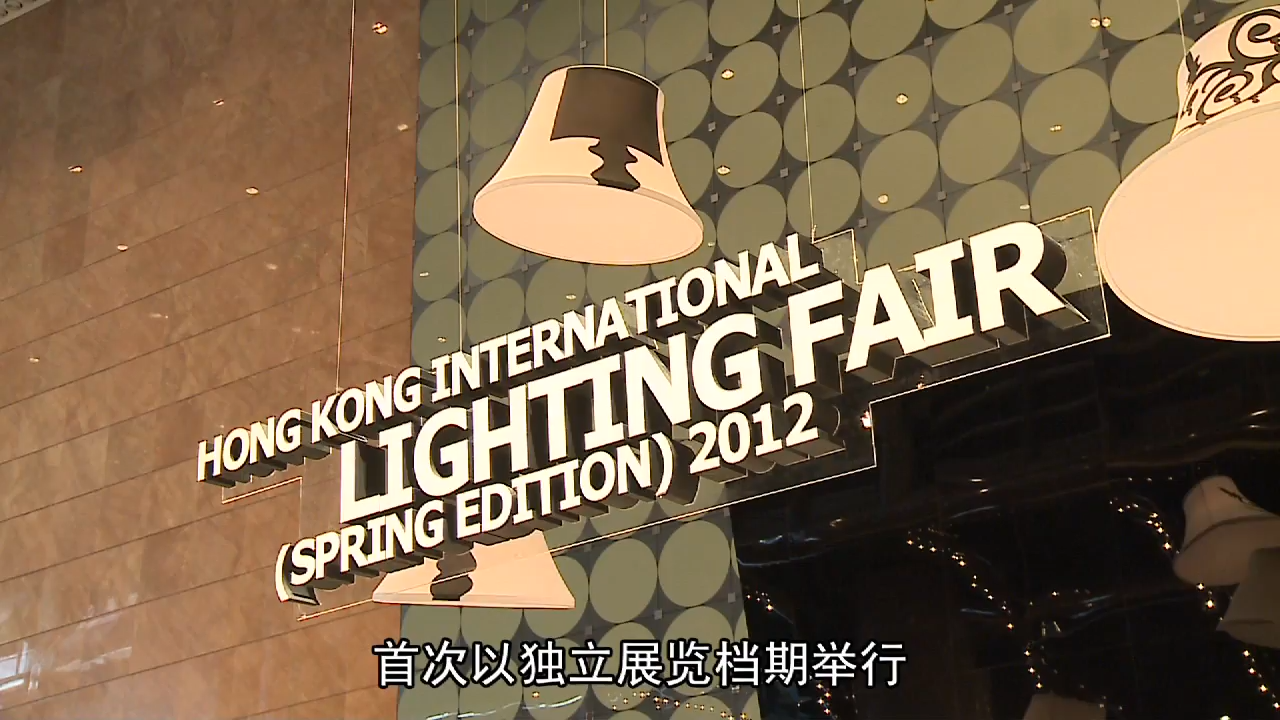 HONG KONG INTERNATIONAL
LIGHTING FAIR
(SPRING EDITION) 2012
首次以独立展览档期举行